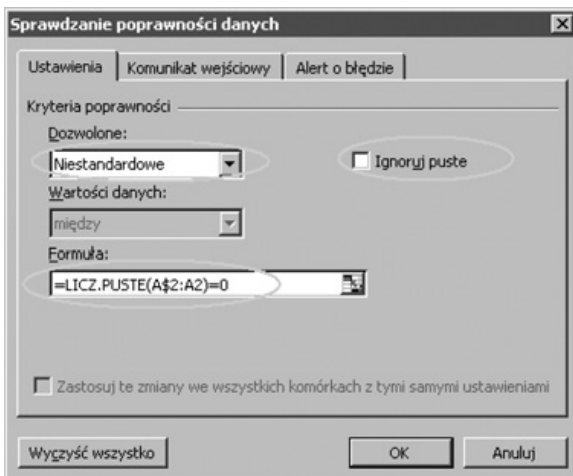 Sprawdzanie poprawności danych
Ustawienia
Komunikat wejściowy
Alert o błędzie
Kryteria poprawności
Dozwolone:
Niestandardowe
Ignoruj puste
Wartości danych:
między
Formuła:
=LICZ.PUSTE(A$2:A2)=0
Zastosuj te zmiany we wszystkich komórkach z tymi samymi ustawieniami
Wyczyść wszystko
OK
Anuluj